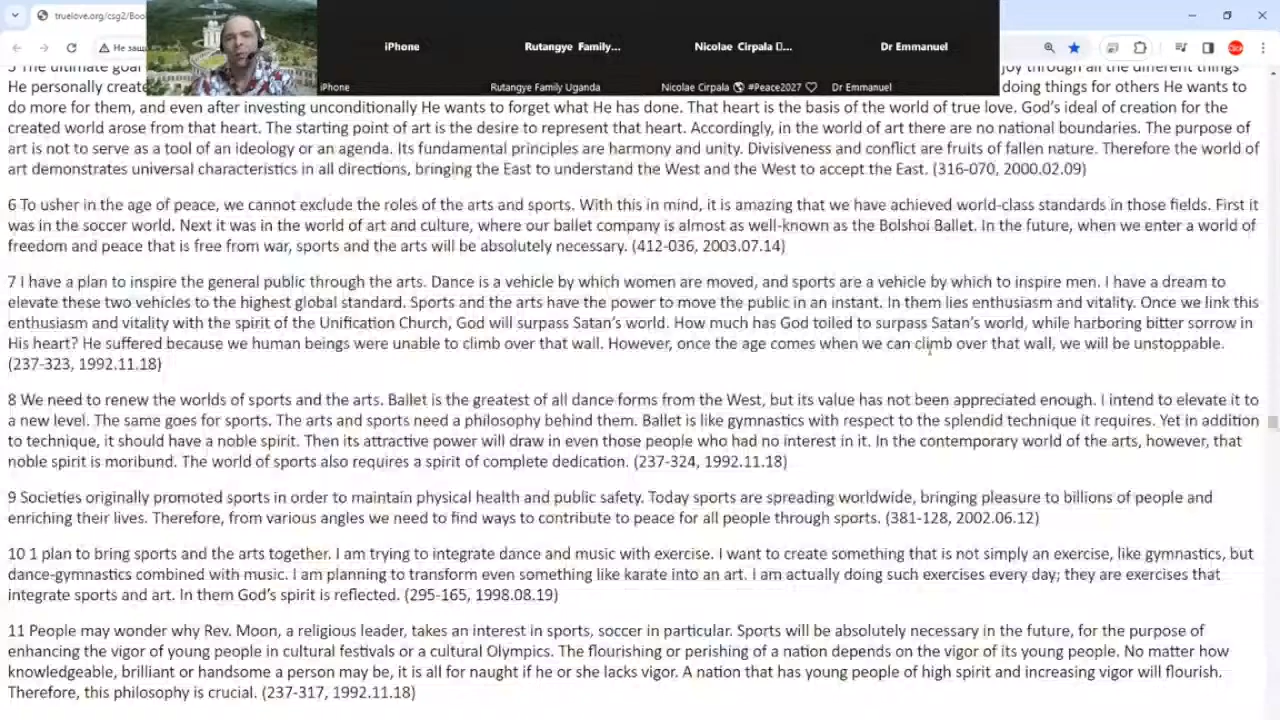 truelove.org/csg2/Boo
Не защ
iPhone
Rutangye Family...
Nicolae Cirpala
Dr Emmanuel
iPhone
Rutangye Family Uganda
Nicolae Cirpala 🌎 #Peace2027 ♡
Dr Emmanuel
5 The ultimate goal joy through all the different things
He personally create doing things for others He wants to
do more for them, and even after investing unconditionally He wants to forget what He has done. That heart is the basis of the world of true love. God's ideal of creation for the
created world arose from that heart. The starting point of art is the desire to represent that heart. Accordingly, in the world of art there are no national boundaries. The purpose of
art is not to serve as a tool of an ideology or an agenda. Its fundamental principles are harmony and unity. Divisiveness and conflict are fruits of fallen nature. Therefore the world of
art demonstrates universal characteristics in all directions, bringing the East to understand the West and the West to accept the East. (316-070, 2000.02.09)
6 To usher in the age of peace, we cannot exclude the roles of the arts and sports. With this in mind, it is amazing that we have achieved world-class standards in those fields. First it
was in the soccer world. Next it was in the world of art and culture, where our ballet company is almost as well-known as the Bolshoi Ballet. In the future, when we enter a world of
freedom and peace that is free from war, sports and the arts will be absolutely necessary. (412-036, 2003.07.14)
7 I have a plan to inspire the general public through the arts. Dance is a vehicle by which women are moved, and sports are a vehicle by which to inspire men. I have a dream to
elevate these two vehicles to the highest global standard. Sports and the arts have the power to move the public in an instant. In them lies enthusiasm and vitality. Once we link this
enthusiasm and vitality with the spirit of the Unification Church, God will surpass Satan's world. How much has God toiled to surpass Satan's world, while harboring bitter sorrow in
His heart? He suffered because we human beings were unable to climb over that wall. However, once the age comes when we can climb over that wall, we will be unstoppable.
(237-323, 1992.11.18)
8 We need to renew the worlds of sports and the arts. Ballet is the greatest of all dance forms from the West, but its value has not been appreciated enough. I intend to elevate it to
a new level. The same goes for sports. The arts and sports need a philosophy behind them. Ballet is like gymnastics with respect to the splendid technique it requires. Yet in addition
to technique, it should have a noble spirit. Then its attractive power will draw in even those people who had no interest in it. In the contemporary world of the arts, however, that
noble spirit is moribund. The world of sports also requires a spirit of complete dedication. (237-324, 1992.11.18)
9 Societies originally promoted sports in order to maintain physical health and public safety. Today sports are spreading worldwide, bringing pleasure to billions of people and
enriching their lives. Therefore, from various angles we need to find ways to contribute to peace for all people through sports. (381-128, 2002.06.12)
10 1 plan to bring sports and the arts together. I am trying to integrate dance and music with exercise. I want to create something that is not simply an exercise, like gymnastics, but
dance-gymnastics combined with music. I am planning to transform even something like karate into an art. I am actually doing such exercises every day; they are exercises that
integrate sports and art. In them God's spirit is reflected. (295-165, 1998.08.19)
11 People may wonder why Rev. Moon, a religious leader, takes an interest in sports, soccer in particular. Sports will be absolutely necessary in the future, for the purpose of
enhancing the vigor of young people in cultural festivals or a cultural Olympics. The flourishing or perishing of a nation depends on the vigor of its young people. No matter how
knowledgeable, brilliant or handsome a person may be, it is all for naught if he or she lacks vigor. A nation that has young people of high spirit and increasing vigor will flourish.
Therefore, this philosophy is crucial. (237-317, 1992.11.18)